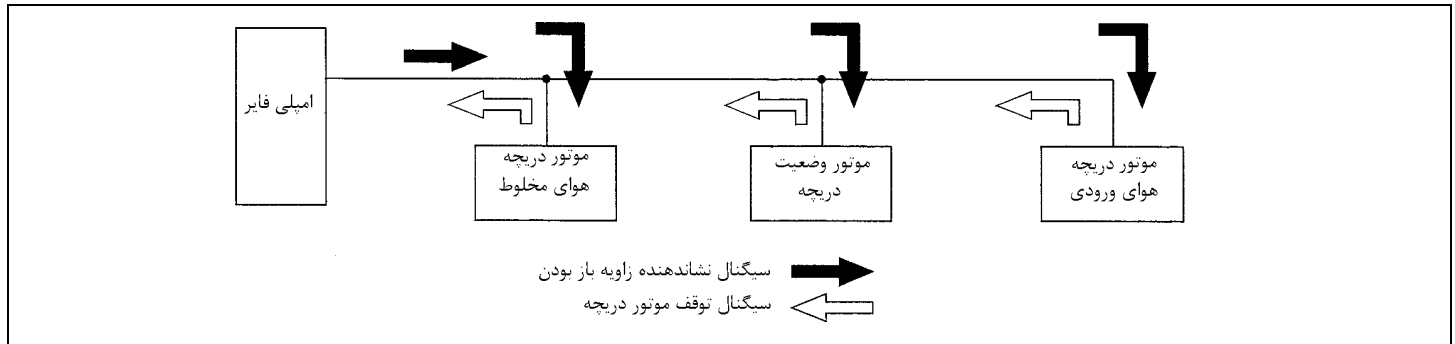 امپلی فایر
موتور دریچه
هوای مخلوط
موتور وضعیت
دریچه
موتور دریچه
هوای ورودی
سیگنال نشاندهنده زاویه باز بودن
سیگنال توقف موتور دریچه